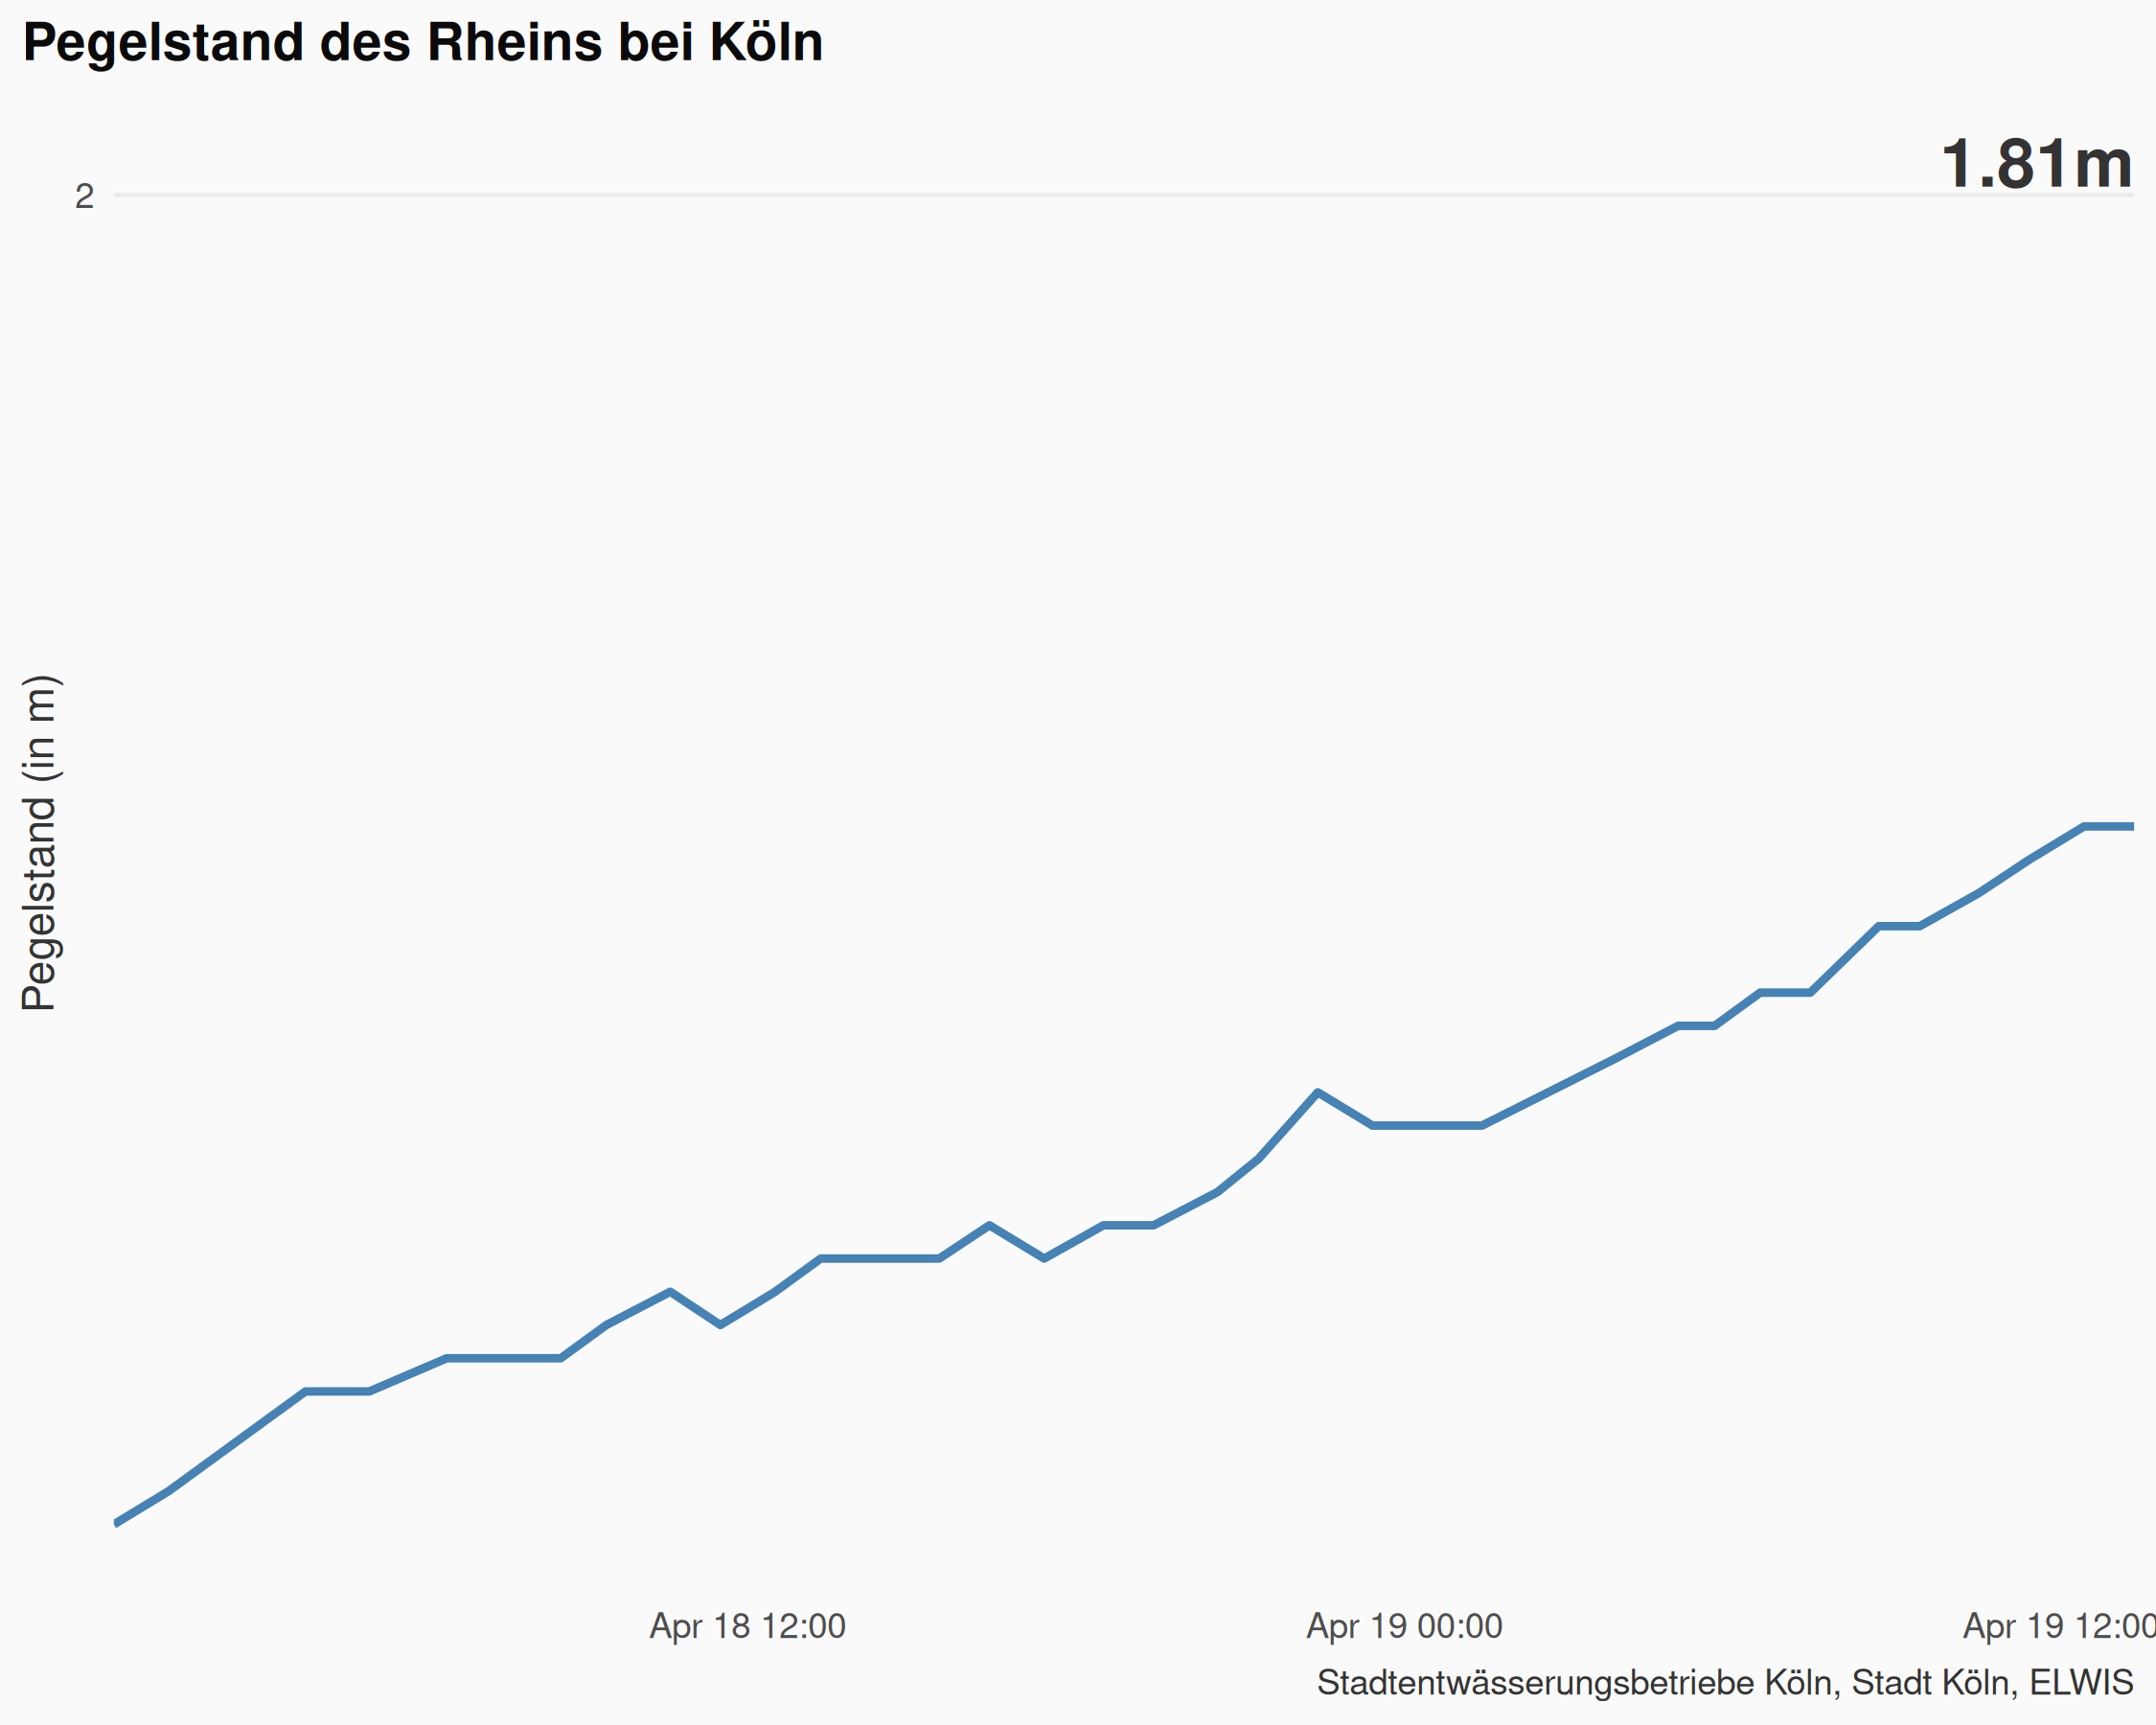 Pegelstand des Rheins bei Köln
1.81m
2
Pegelstand (in m)
Apr 18 12:00
Apr 19 00:00
Apr 19 12:00
Stadtentwässerungsbetriebe Köln, Stadt Köln, ELWIS